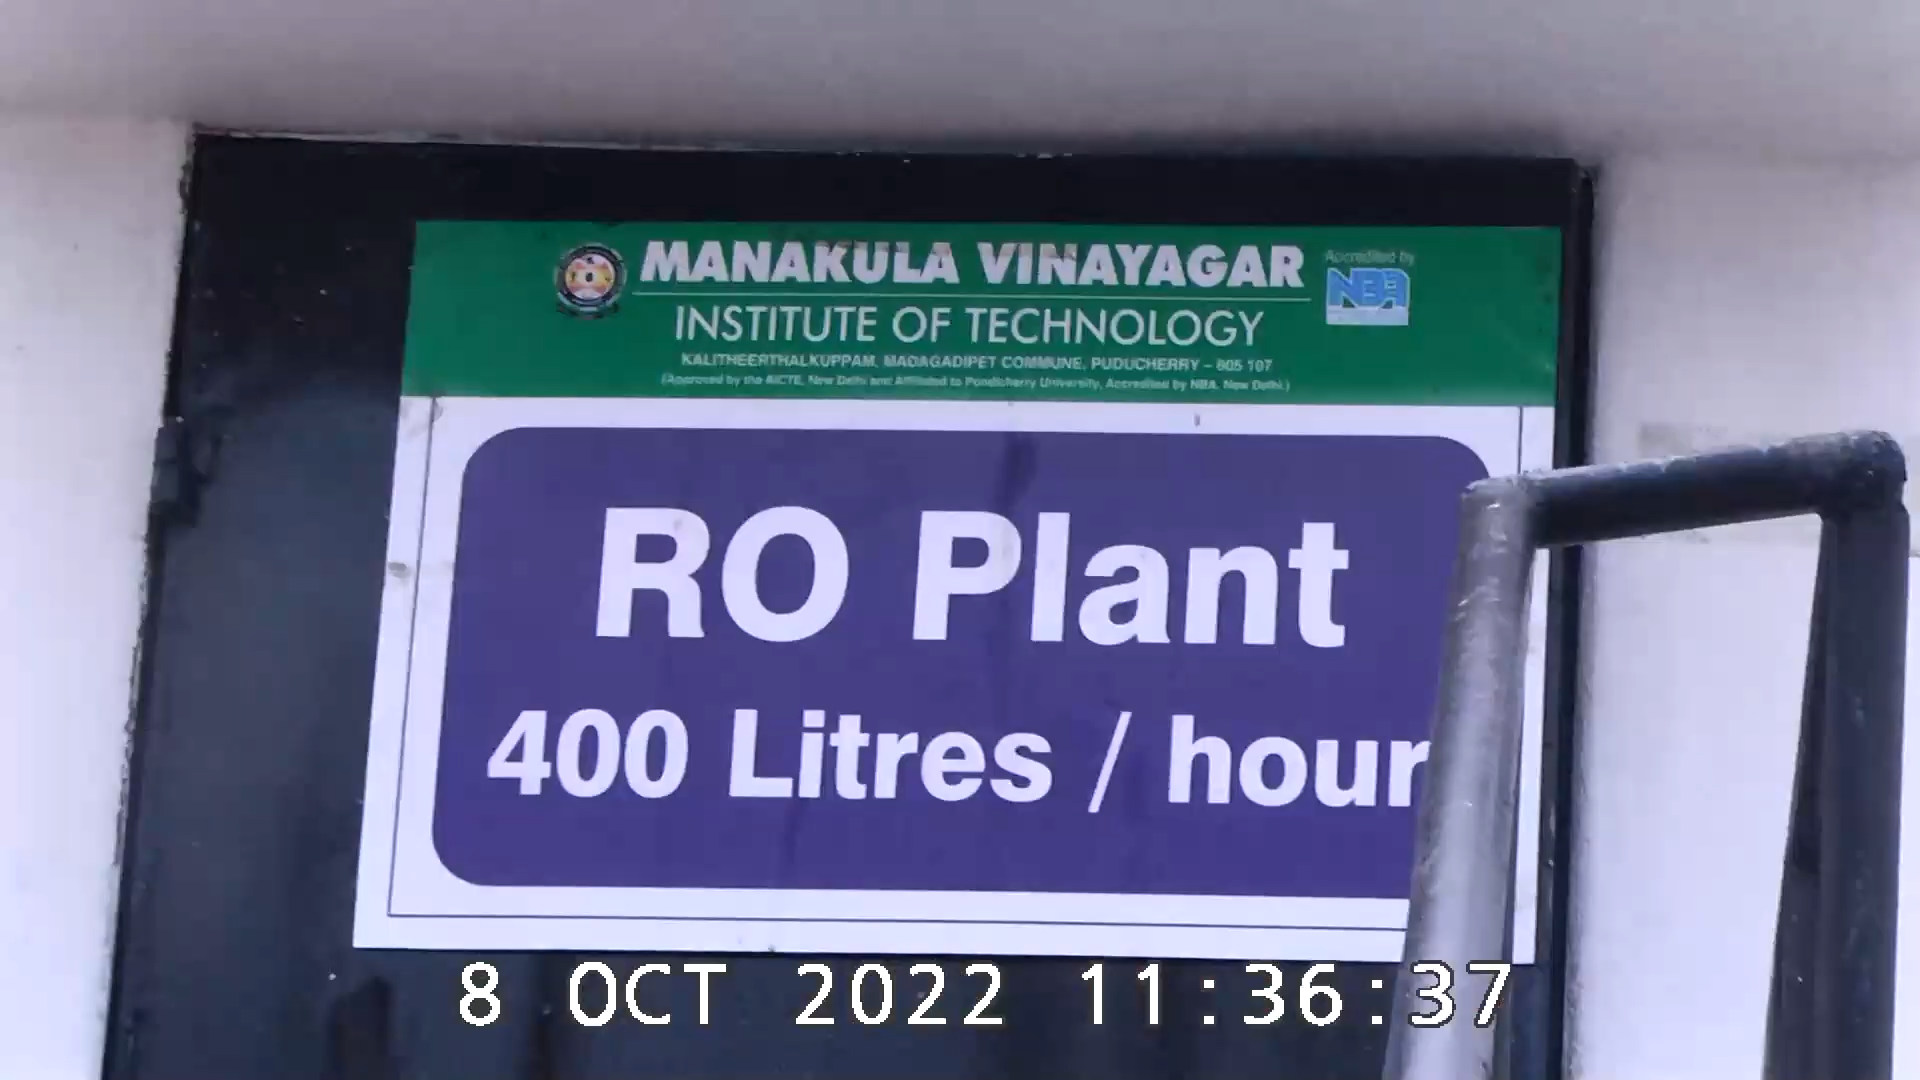 MANAKULA VINAYAGAR
Accredited by
NBA
INSTITUTE OF TECHNOLOGY
KALITHEERTHALKUPPAM, MADAGADIPET COMMUNE, PUDUCHERRY – 605 107
(Approved by the AICTE, New Delhi and Affiliated to Pondicherry University, Accredited by NBA, New Delhi.)
RO Plant
400 Litres / hour
8 OCT 2022 11:36:37